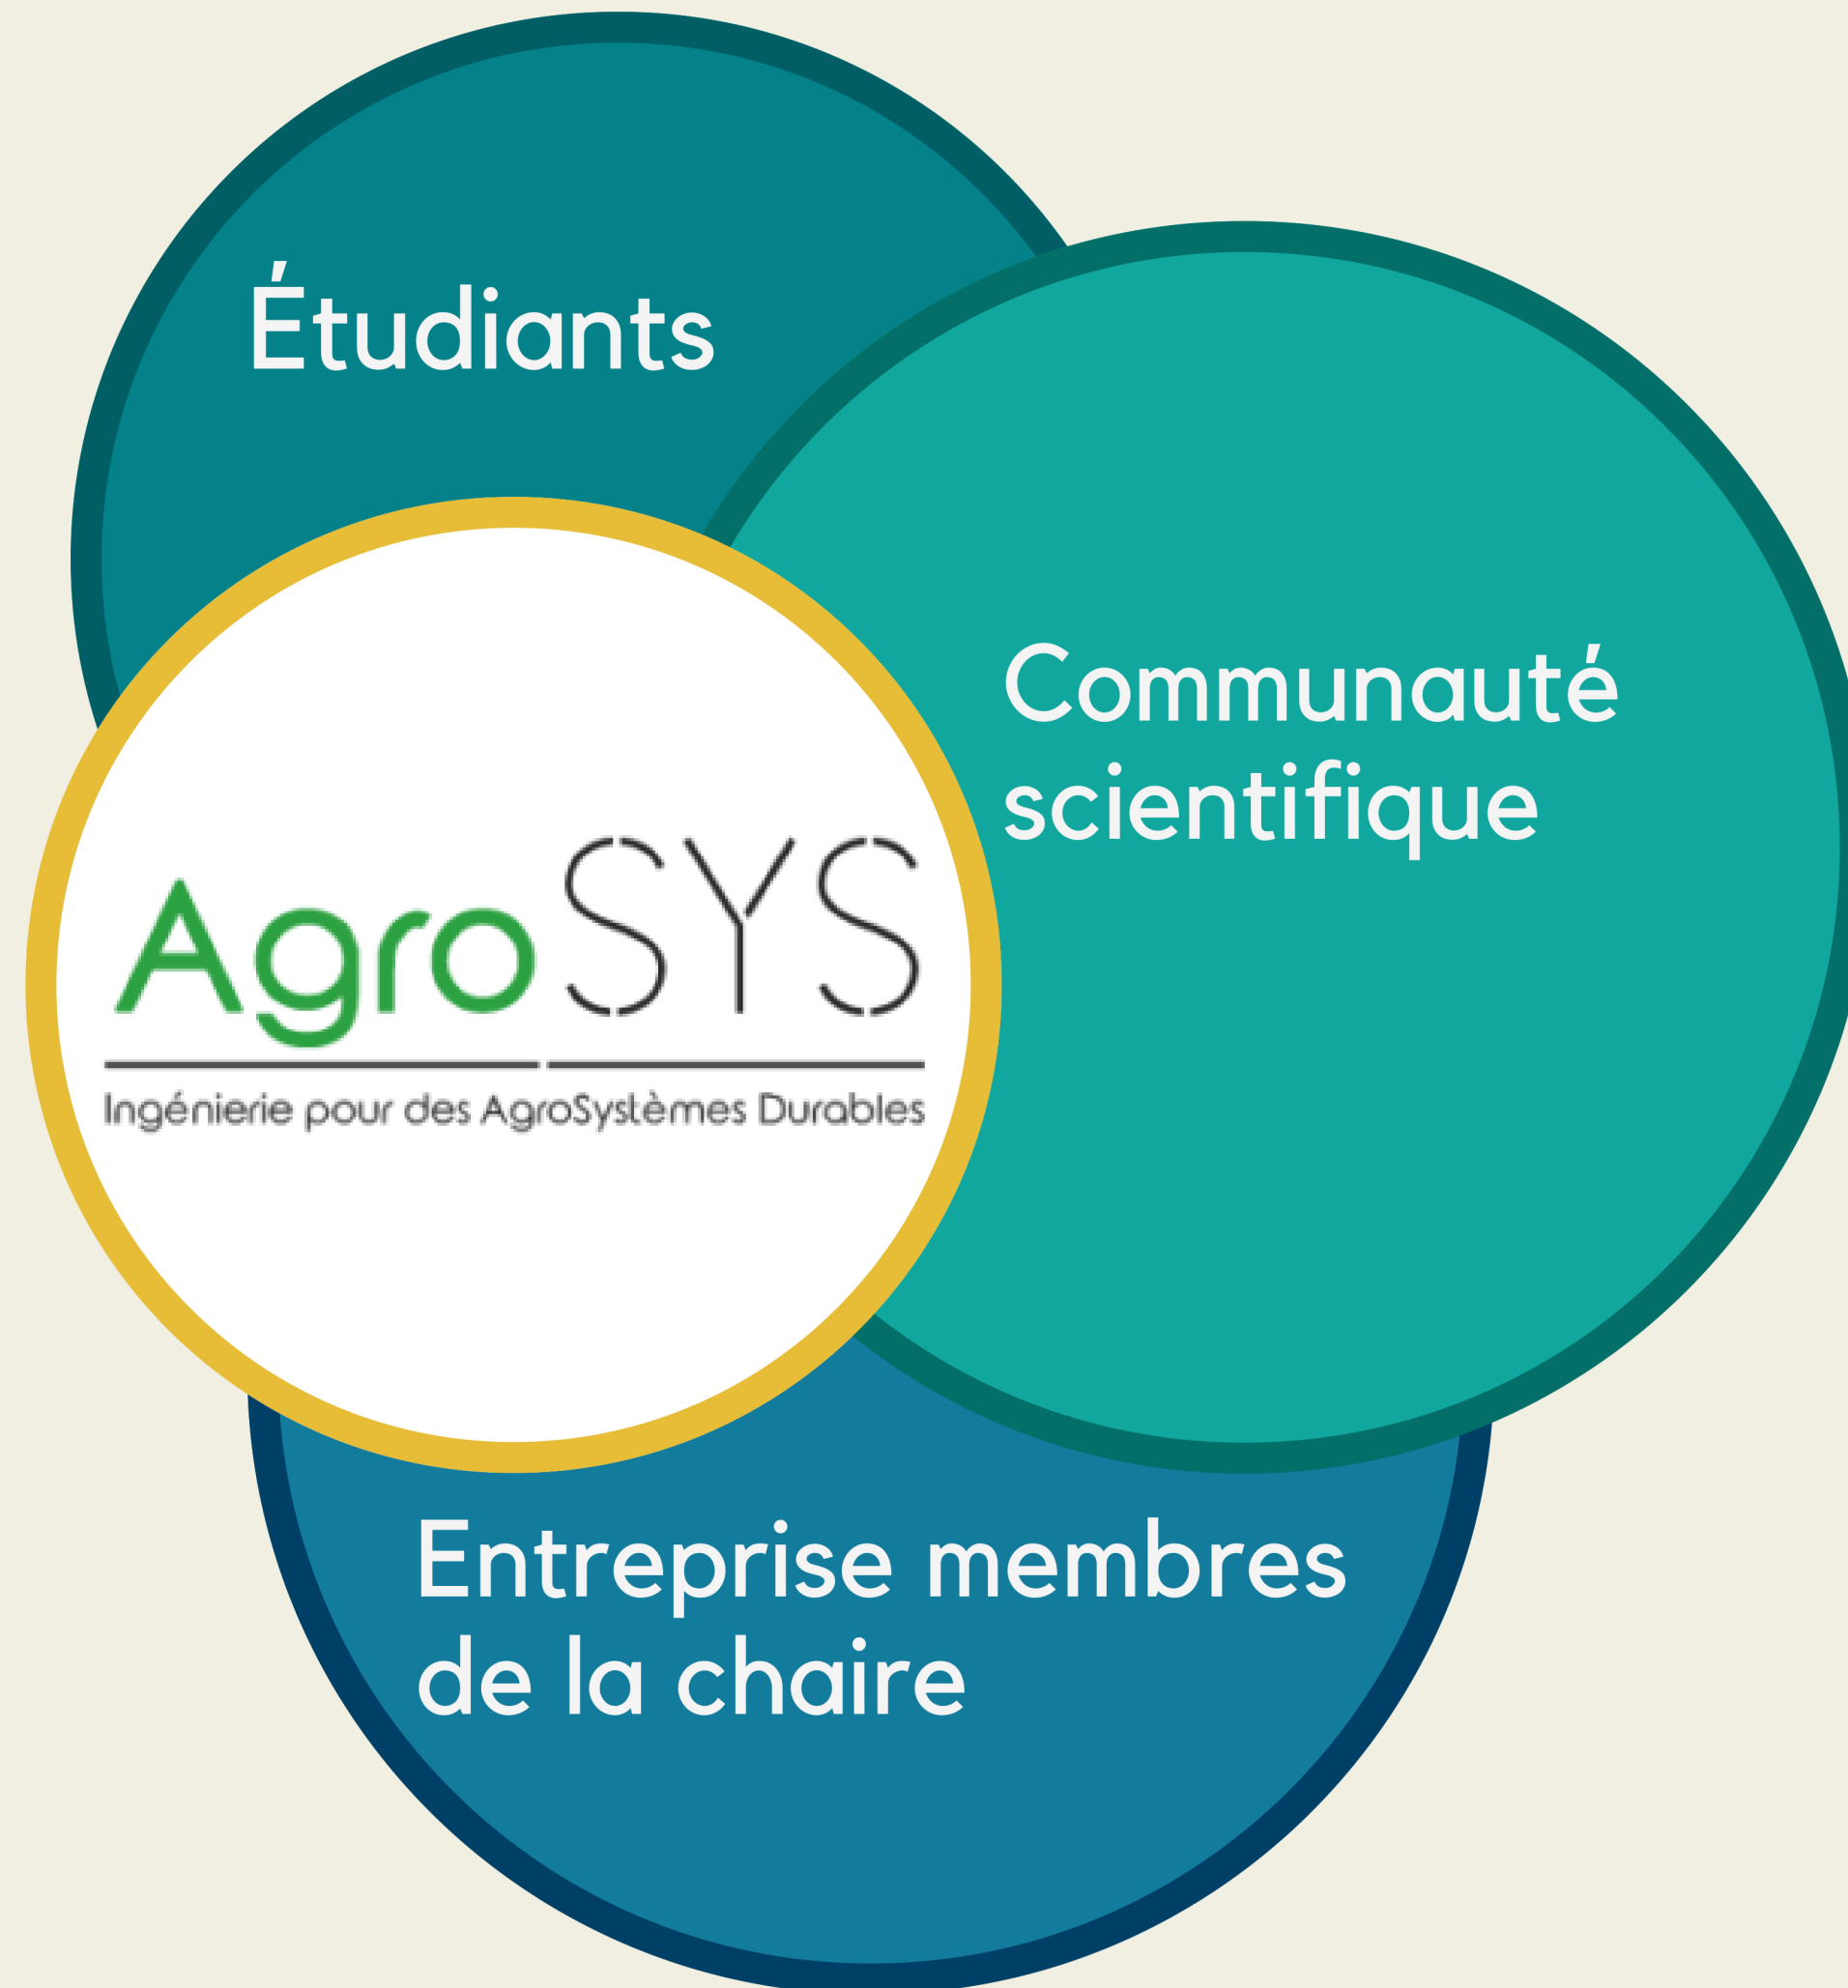 Étudiants
Communauté
scientifique
AgroSYS
Ingénierie pour des AgroSystèmes Durables
Entreprise membres
de la chaire